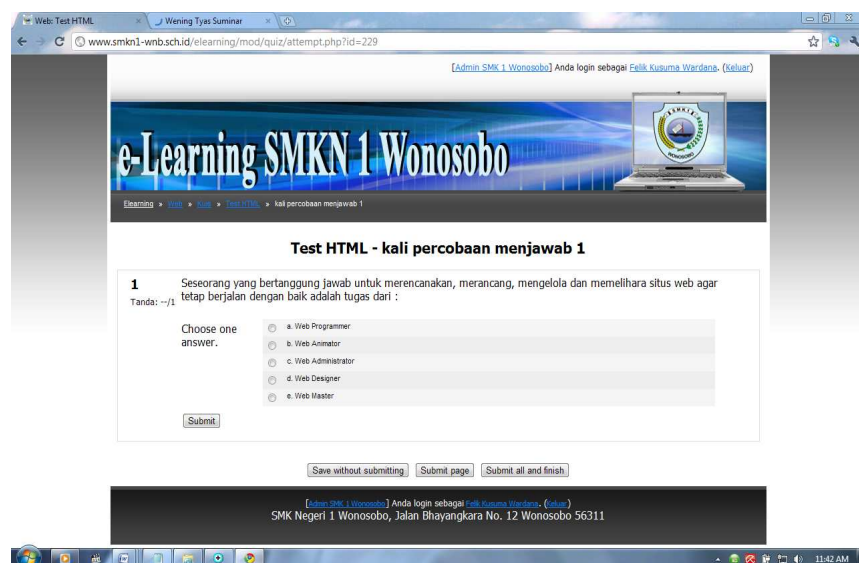 Web: Test HTML
Wening Tyas Suminar
www.smkn1-wnb.sch.id/elearning/mod/quiz/attempt.php?id=229
[Admin SMK 1 Wonosobo] Anda login sebagai Felik Kusuma Wardana. (Keluar)
SMKN 1
WONOSOBO
e-Learning SMKN 1 Wonosobo
Elearning » Web » Kuis » Test HTML » kali percobaan menjawab 1
Test HTML - kali percobaan menjawab 1
1
Tanda: --/1
Seseorang yang bertanggung jawab untuk merencanakan, merancang, mengelola dan memelihara situs web agar
tetap berjalan dengan baik adalah tugas dari :
Choose one
answer.
a. Web Programmer
b. Web Animator
c. Web Administrator
d. Web Designer
e. Web Master
Submit
Save without submitting Submit page Submit all and finish
[Admin SMK 1 Wonosobo] Anda login sebagai Felik Kusuma Wardana. (Keluar)
SMK Negeri 1 Wonosobo, Jalan Bhayangkara No. 12 Wonosobo 56311
11:42 AM